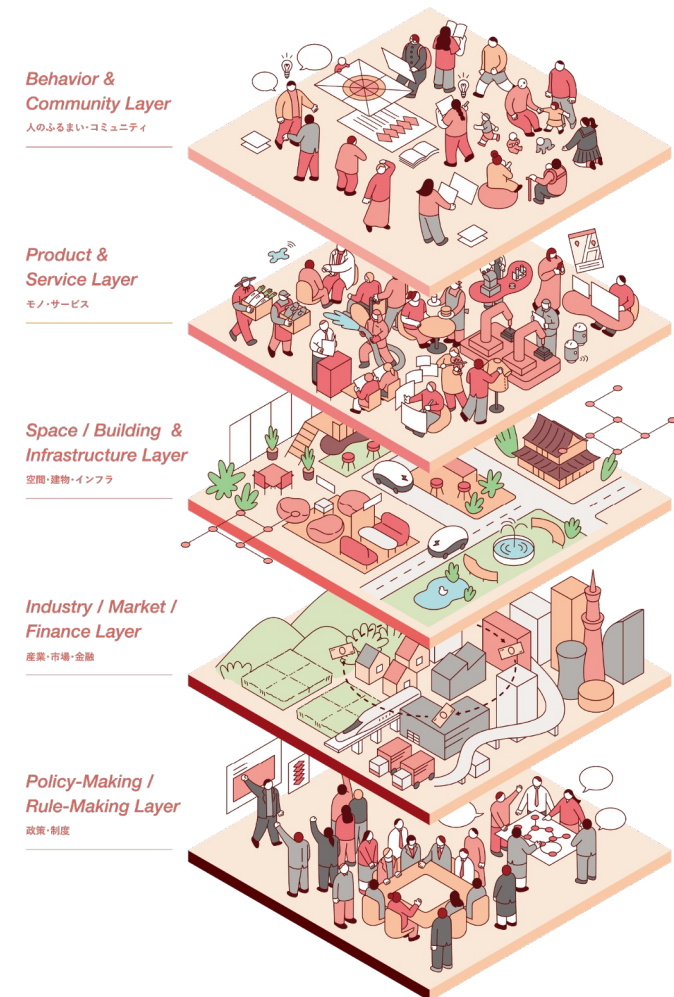 Behavior &
Community Layer
人のふるまい・コミュニティ
Product &
Service Layer
モノ・サービス
Space / Building &
Infrastructure Layer
空間・建物・インフラ
Industry / Market /
Finance Layer
産業・市場・金融
Policy-Making /
Rule-Making Layer
政策・制度